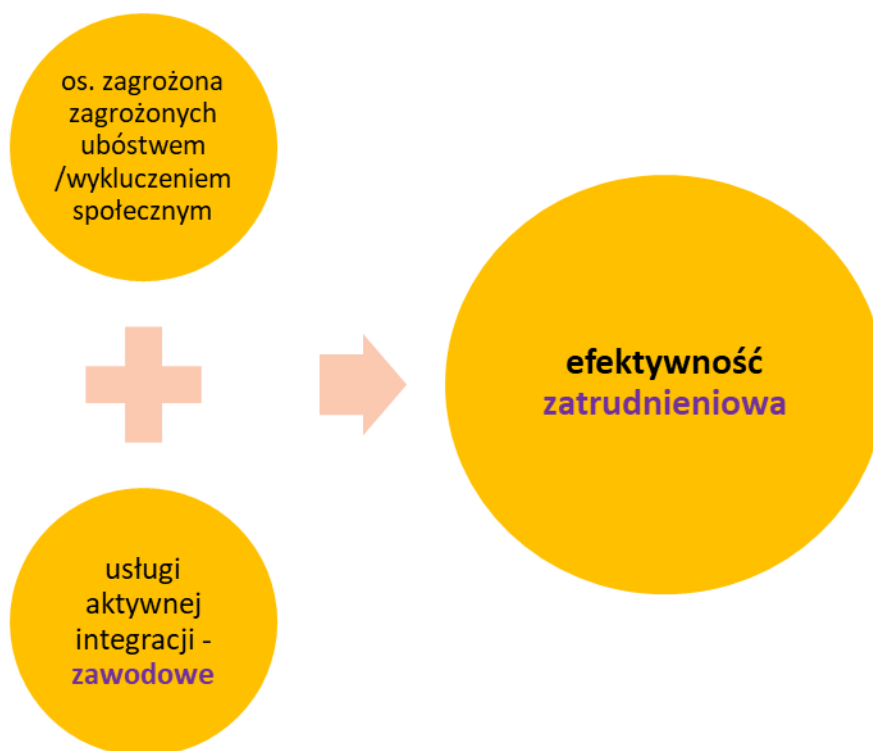 os. zagrożona
zagrożonych
ubóstwem
/wykluczeniem
społecznym
efektywność
zatrudnieniowa
usługi
aktywnej
integracji -
zawodowe